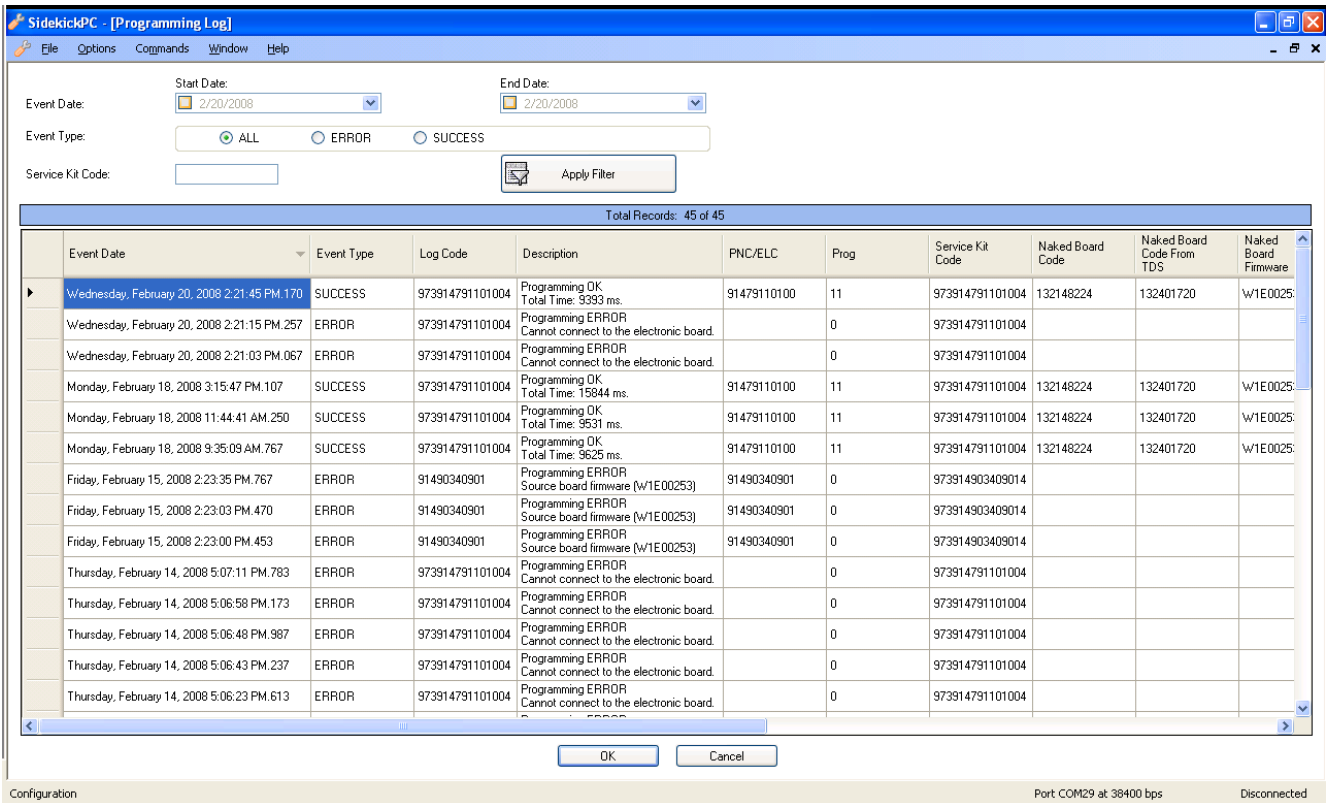 SidekickPC - [Programming Log]
File Options Commands Window Help
Start Date: End Date:
Event Date: 2/20/2008 2/20/2008
Event Type: ALL ERROR SUCCESS
Service Kit Code: Apply Filter
Total Records: 45 of 45
Event Date Event Type Log Code Description PNC/ELC Prog Service Kit Code Naked Board Code Naked Board Code From TDS Naked Board Firmware
Wednesday, February 20, 2008 2:21:45 PM.170 SUCCESS 973914791101004 Programming OK Total Time: 9393 ms. 91479110100 11 973914791101004 132148224 132401720 W1E0025
Wednesday, February 20, 2008 2:21:15 PM.257 ERROR 973914791101004 Programming ERROR Cannot connect to the electronic board. 0 973914791101004
Wednesday, February 20, 2008 2:21:03 PM.067 ERROR 973914791101004 Programming ERROR Cannot connect to the electronic board. 0 973914791101004
Monday, February 18, 2008 3:15:47 PM.107 SUCCESS 973914791101004 Programming OK Total Time: 15844 ms. 91479110100 11 973914791101004 132148224 132401720 W1E0025
Monday, February 18, 2008 11:44:41 AM.250 SUCCESS 973914791101004 Programming OK Total Time: 9531 ms. 91479110100 11 973914791101004 132148224 132401720 W1E0025
Monday, February 18, 2008 9:35:09 AM.767 SUCCESS 973914791101004 Programming OK Total Time: 9625 ms. 91479110100 11 973914791101004 132148224 132401720 W1E0025
Friday, February 15, 2008 2:23:35 PM.767 ERROR 91490340901 Programming ERROR Source board firmware (W1E00253) 91490340901 0 973914903409014
Friday, February 15, 2008 2:23:03 PM.470 ERROR 91490340901 Programming ERROR Source board firmware (W1E00253) 91490340901 0 973914903409014
Friday, February 15, 2008 2:23:00 PM.453 ERROR 91490340901 Programming ERROR Source board firmware (W1E00253) 91490340901 0 973914903409014
Thursday, February 14, 2008 5:07:11 PM.783 ERROR 973914791101004 Programming ERROR Cannot connect to the electronic board. 0 973914791101004
Thursday, February 14, 2008 5:06:58 PM.173 ERROR 973914791101004 Programming ERROR Cannot connect to the electronic board. 0 973914791101004
Thursday, February 14, 2008 5:06:48 PM.987 ERROR 973914791101004 Programming ERROR Cannot connect to the electronic board. 0 973914791101004
Thursday, February 14, 2008 5:06:43 PM.237 ERROR 973914791101004 Programming ERROR Cannot connect to the electronic board. 0 973914791101004
Thursday, February 14, 2008 5:06:23 PM.613 ERROR 973914791101004 Programming ERROR Cannot connect to the electronic board. 0 973914791101004
OK Cancel
Configuration Port COM29 at 38400 bps Disconnected